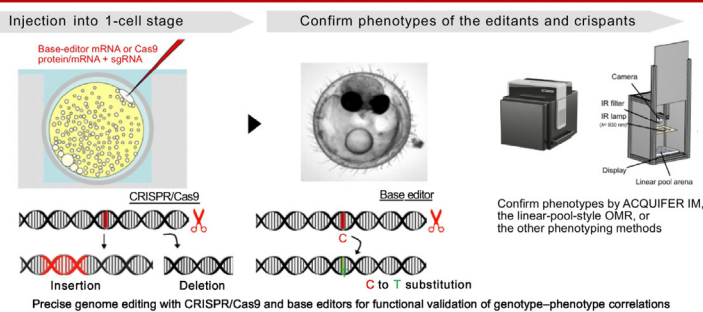 Injection into 1-cell stage
Confirm phenotypes of the editants and crispants
Base-editor mRNA or Cas9
protein/mRNA + sgRNA
Camera
IR filter
IR lamp
(λ= 930 nm)
Display
Linear pool arena
CRISPR/Cas9
Base editor
C
Insertion
Deletion
C to T substitution
Confirm phenotypes by ACQUIFER IM,
the linear-pool-style OMR, or
the other phenotyping methods
Precise genome editing with CRISPR/Cas9 and base editors for functional validation of genotype–phenotype correlations